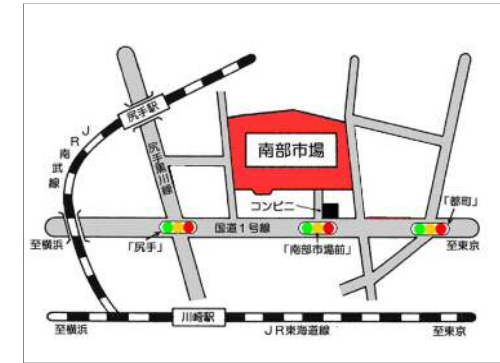 尻手駅
JR南武線
尻手黒川線
南部市場
コンビニ
「都町」
国道1号線
至横浜
「尻手」
「南部市場前」
至東京
川崎駅
至横浜
JR東海道線
至東京